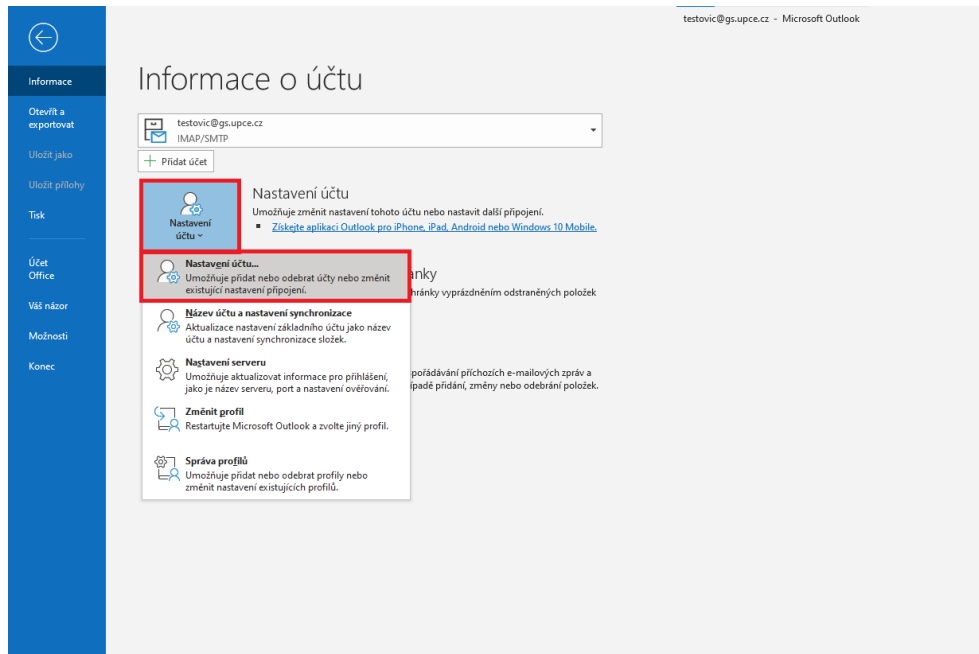 testovic@gs.upce.cz - Microsoft Outlook
Informace
Otevřít a
exportovat
Uložit jako
Uložit přílohy
Tisk
Účet
Office
Váš názor
Možnosti
Konec
Informace o účtu
testovic@gs.upce.cz
IMAP/SMTP
Přidat účet
Nastavení
účtu
Nastavení účtu
Umožňuje změnit nastavení tohoto účtu nebo nastavit další připojení.
Získejte aplikaci Outlook pro iPhone, iPad, Android nebo Windows 10 Mobile.
Nastavení účtu...
Umožňuje přidat nebo odebrat účty nebo změnit
existující nastavení připojení.
Název účtu a nastavení synchronizace
Aktualizace nastavení základního účtu jako název
účtu a nastavení synchronizace složek.
Nastavení serveru
Umožňuje aktualizovat informace pro přihlášení,
jako je název serveru, port a nastavení ověřování.
Změnit profil
Restartujte Microsoft Outlook a zvolte jiný profil.
Správa profilů
Umožňuje přidat nebo odebrat profily nebo
změnit nastavení existujících profilů.
ánky
hránky vyprázdněním odstraněných položek
pořádávání příchozích e-mailových zpráv a
ípadě přidání, změny nebo odebrání položek.